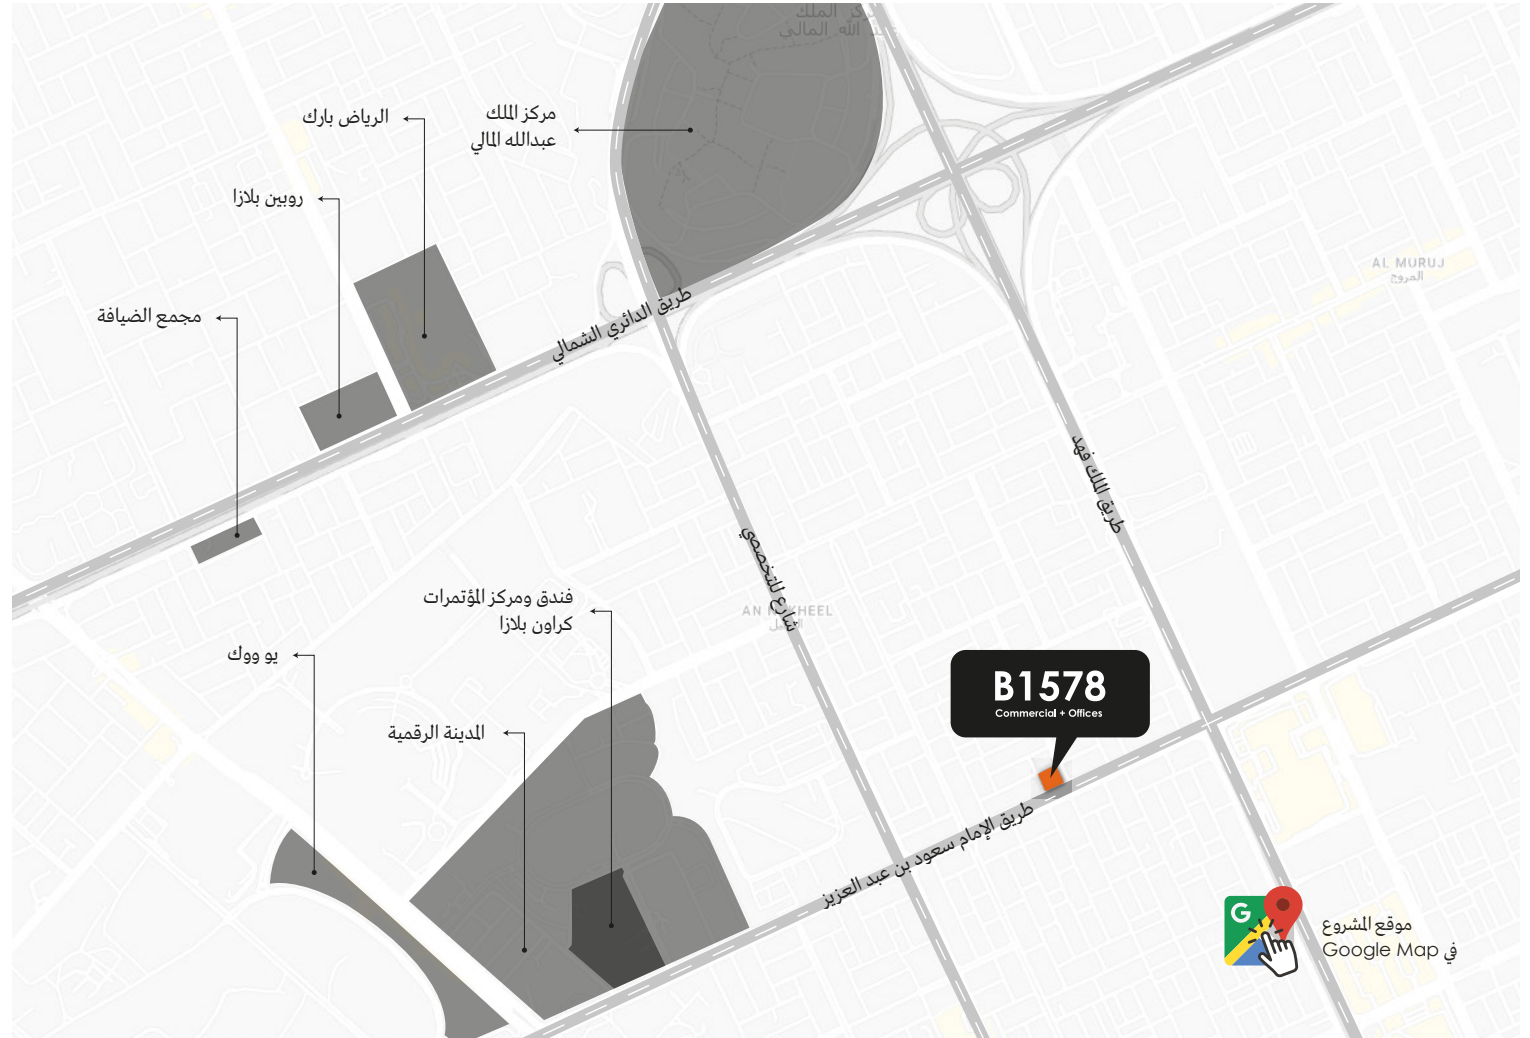 مركز الملك
عبدالله المالي
الرياض بارك
روبين بلازا
مجمع الضيافة
طريق الدائري الشمالي
AL MURUJ
المروج
طريق الملك فهد
شارع للتخصصي
فندق ومركز المؤتمرات
كراون بلازا
يو ووك
المدينة الرقمية
B1578
Commercial + Offices
طريق الإمام سعود بن عبد العزيز
G
موقع المشروع
في Google Map